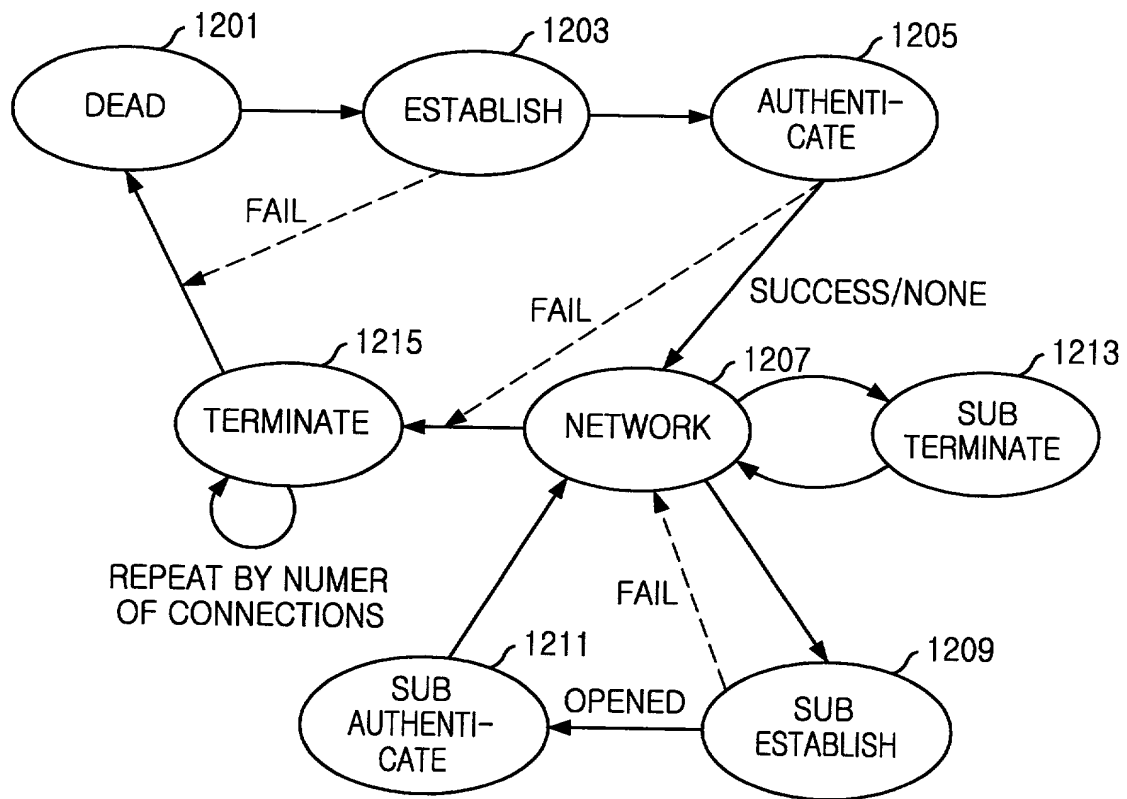 1201
DEAD
1203
ESTABLISH
1205
AUTHENTI-
CATE
FAIL
FAIL
SUCCESS/NONE
1215
TERMINATE
1207
NETWORK
1213
SUB
TERMINATE
REPEAT BY NUMER
OF CONNECTIONS
FAIL
1211
SUB
AUTHENTI-
CATE
OPENED
1209
SUB
ESTABLISH